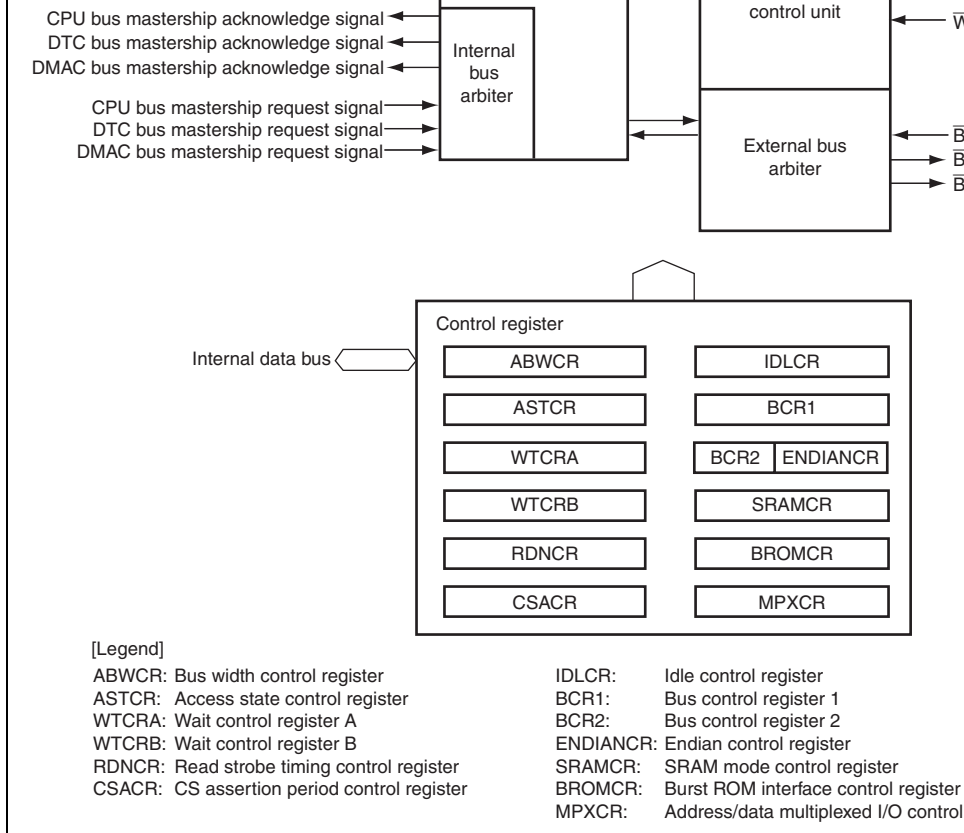 CPU bus mastership acknowledge signal
DTC bus mastership acknowledge signal
DMAC bus mastership acknowledge signal
CPU bus mastership request signal
DTC bus mastership request signal
DMAC bus mastership request signal
Internal
bus
arbiter
control unit
External bus
arbiter
Control register
Internal data bus
ABWCR
IDLCR
ASTCR
BCR1
WTCRA
BCR2
ENDIANCR
WTCRB
SRAMCR
RDNCR
BROMCR
CSACR
MPXCR
[Legend]
ABWCR: Bus width control register
ASTCR: Access state control register
WTCRA: Wait control register A
WTCRB: Wait control register B
RDNCR: Read strobe timing control register
CSACR: CS assertion period control register
IDLCR: Idle control register
BCR1: Bus control register 1
BCR2: Bus control register 2
ENDIANCR: Endian control register
SRAMCR: SRAM mode control register
BROMCR: Burst ROM interface control register
MPXCR: Address/data multiplexed I/O control